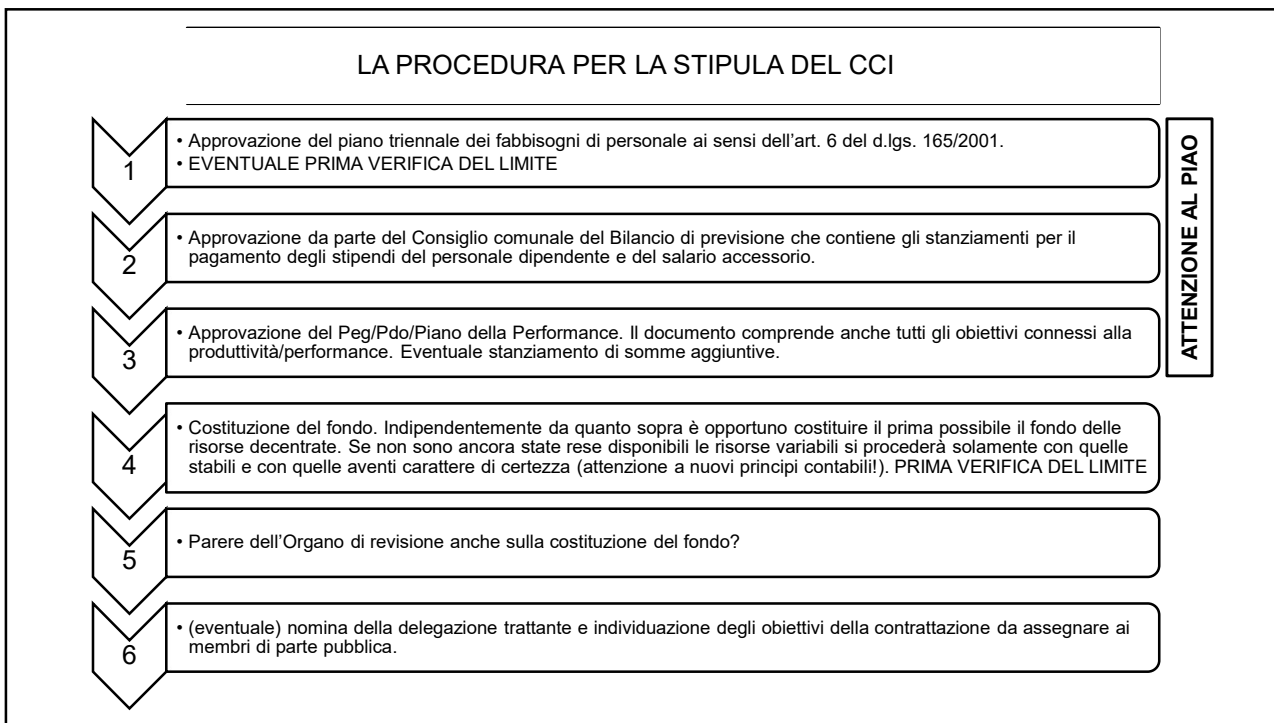 LA PROCEDURA PER LA STIPULA DEL CCI
1
• Approvazione del piano triennale dei fabbisogni di personale ai sensi dell'art. 6 del d.lgs. 165/2001.
• EVENTUALE PRIMA VERIFICA DEL LIMITE
2
• Approvazione da parte del Consiglio comunale del Bilancio di previsione che contiene gli stanziamenti per il
pagamento degli stipendi del personale dipendente e del salario accessorio.
3
• Approvazione del Peg/Pdo/Piano della Performance. Il documento comprende anche tutti gli obiettivi connessi alla
produttività/performance. Eventuale stanziamento di somme aggiuntive.
ATTENZIONE AL PIAO
4
• Costituzione del fondo. Indipendentemente da quanto sopra è opportuno costituire il prima possibile il fondo delle
risorse decentrate. Se non sono ancora state rese disponibili le risorse variabili si procederà solamente con quelle
stabili e con quelle aventi carattere di certezza (attenzione a nuovi principi contabili!). PRIMA VERIFICA DEL LIMITE
5
• Parere dell'Organo di revisione anche sulla costituzione del fondo?
6
• (eventuale) nomina della delegazione trattante e individuazione degli obiettivi della contrattazione da assegnare ai
membri di parte pubblica.